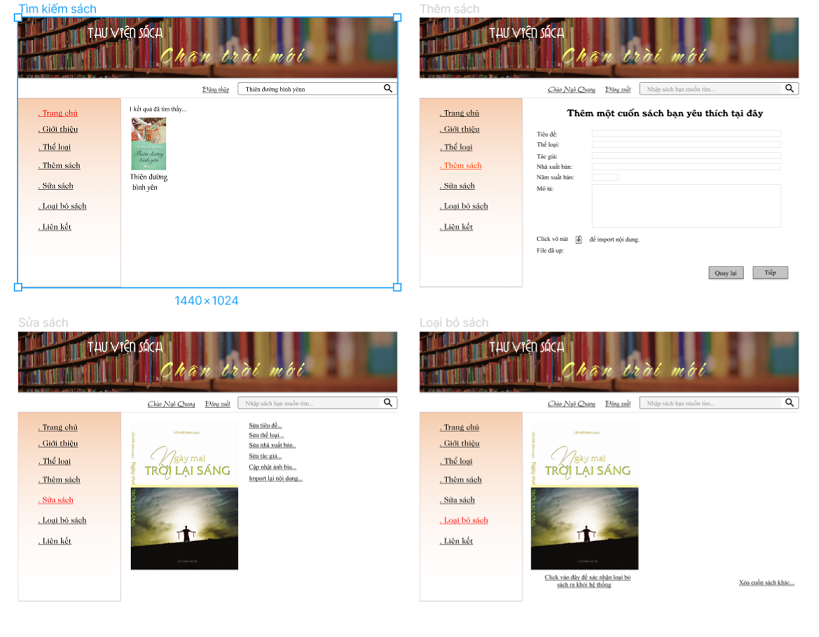 Tìm kiếm sách
THƯ VIỆN SÁCH
Chân trời mới
Đăng nhập
Thiên đường bình yênn
. Trang chủ
. Giới thiệu
. Thể loại
. Thêm sách
. Sửa sách
. Loại bỏ sách
. Liên kết
1 kết quả đã tìm thấy...
Thiên đường
bình yên
Thiên đường
bình yên
1440 × 1024
Thêm sách
THƯ VIỆN SÁCH
Chân trời mới
Chào Ngô Quang
Đăng xuất
Nhập sách bạn muốn tìm...
. Trang chủ
. Giới thiệu
. Thể loại
. Thêm sách
. Sửa sách
. Loại bỏ sách
. Liên kết
Thêm một cuốn sách bạn yêu thích tại đây
Tiêu đề:
Thể loại:
Tác giả:
Nhà xuất bản:
Năm xuất bản:
Mô tả:
Click vô nút để import nội dung.
File đã up:
Quay lại
Tiếp
Sửa sách
THƯ VIỆN SÁCH
Chân trời mới
Chào Ngô Quang
Đăng xuất
Nhập sách bạn muốn tìm...
. Trang chủ
. Giới thiệu
. Thể loại
. Thêm sách
. Sửa sách
. Loại bỏ sách
. Liên kết
Ngày mai
TRỜI LẠI SÁNG
Sửa tiêu đề...
Sửa thể loại...
Sửa nhà xuất bản..
Sửa tác giả...
Cập nhật ảnh bìa...
Import lại nội dung...
Loại bỏ sách
THƯ VIỆN SÁCH
Chân trời mới
Chào Ngô Quang
Đăng xuất
Nhập sách bạn muốn tìm...
. Trang chủ
. Giới thiệu
. Thể loại
. Thêm sách
. Sửa sách
. Loại bỏ sách
. Liên kết
Ngày mai
TRỜI LẠI SÁNG
Click vào đây để xác nhận loại bỏ
sách ra khỏi hệ thống
Xóa cuốn sách khác...